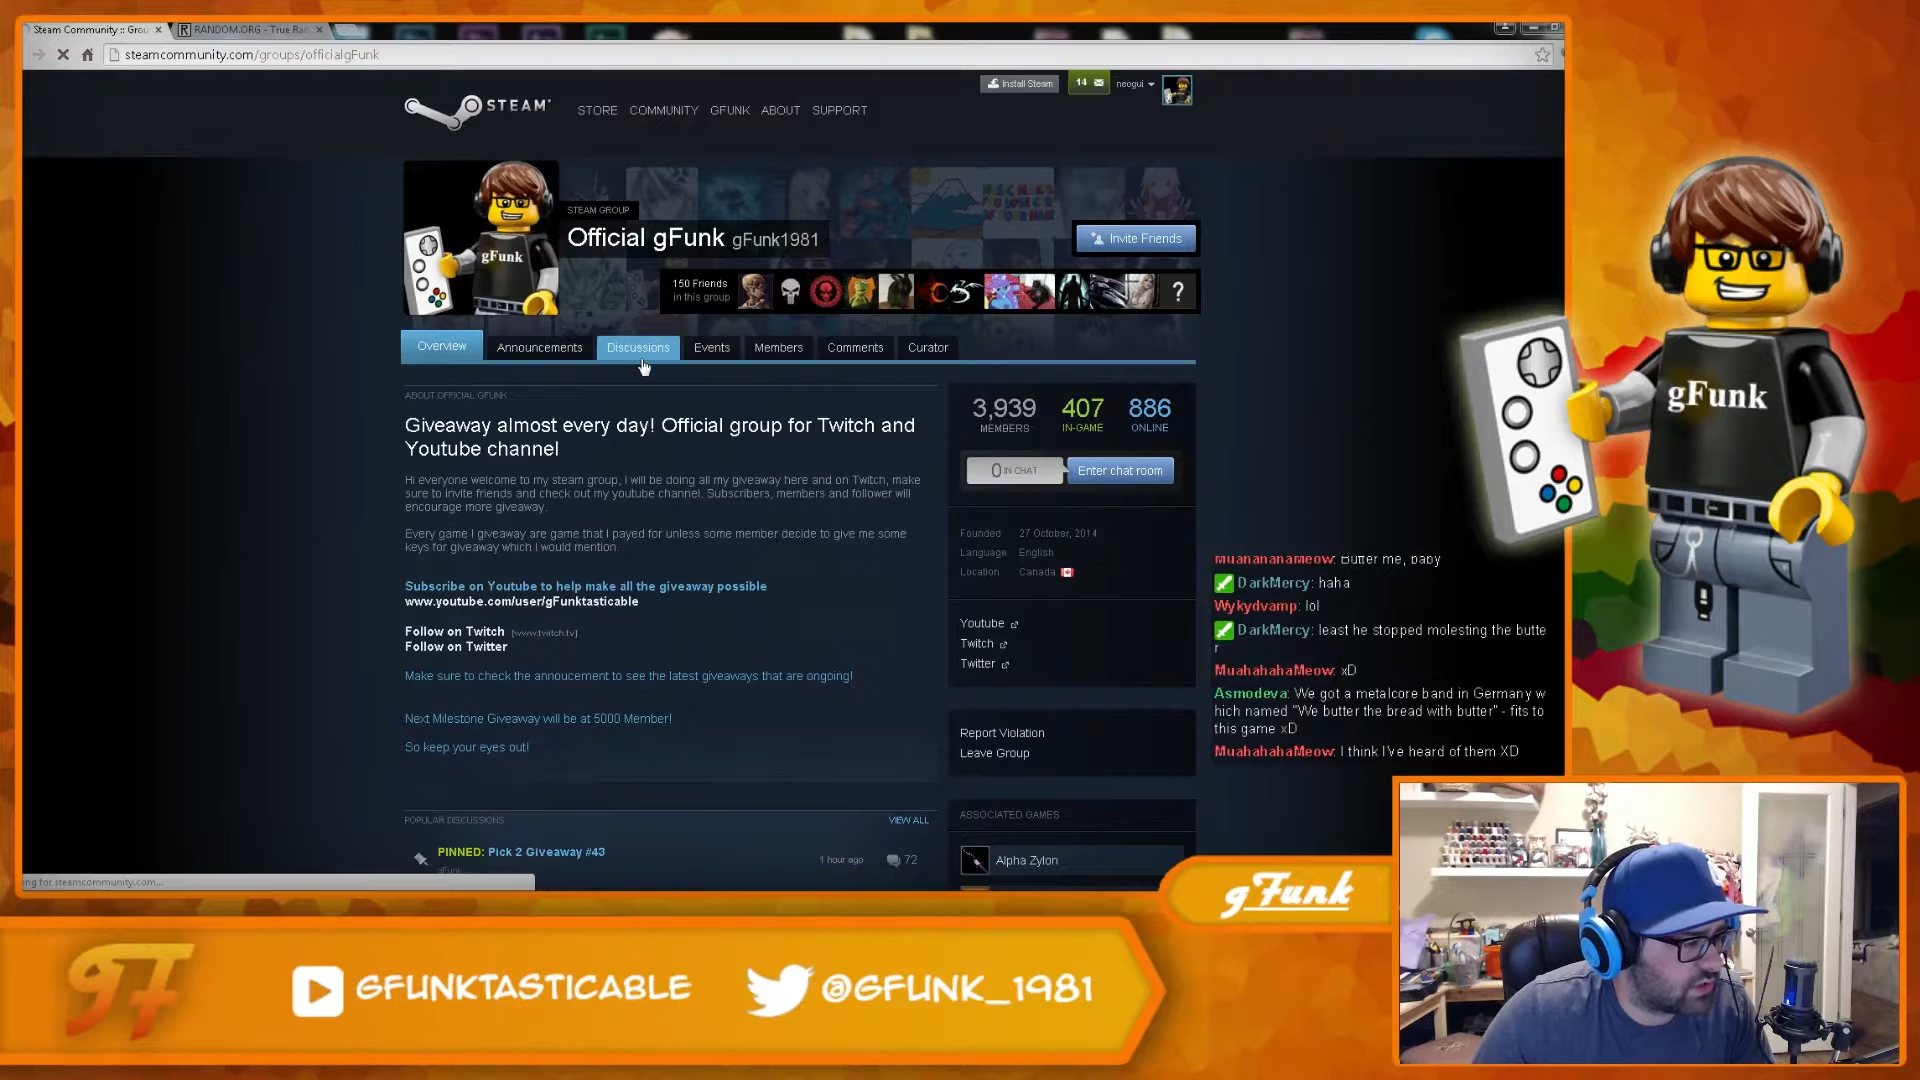 Steam Community :: Grou
RANDOM.ORG - True Ran
steamcommunity.com/groups/officialgFunk
Install Steam
14
neogui
STEAM
STORE COMMUNITY GFUNK ABOUT SUPPORT
STEAM GROUP
Official gFunk gFunk1981
Invite Friends
gFunk
150 Friends
in this group
?
Overview Announcements Discussions Events Members Comments Curator
ABOUT OFFICIAL GFUNK
Giveaway almost every day! Official group for Twitch and
Youtube channel
Hi everyone welcome to my steam group, I will be doing all my giveaway here and on Twitch, make
sure to invite friends and check out my youtube channel. Subscribers, members and follower will
encourage more giveaway.
Every game I giveaway are game that I payed for unless some member decide to give me some
keys for giveaway which I would mention.
Subscribe on Youtube to help make all the giveaway possible
www.youtube.com/user/gFunktasticable
Follow on Twitch [www.twitch.tv]
Follow on Twitter
Make sure to check the annoucement to see the latest giveaways that are ongoing!
Next Milestone Giveaway will be at 5000 Member!
So keep your eyes out!
POPULAR DISCUSSIONS
VIEW ALL
PINNED: Pick 2 Giveaway #43
gFunk
1 hour ago
72
ng for steamcommunity.com...
3,939 407 886
MEMBERS IN-GAME ONLINE
0 IN CHAT
Enter chat room
Founded 27 October, 2014
Language English
Location Canada
Youtube
Twitch
Twitter
Report Violation
Leave Group
ASSOCIATED GAMES
Alpha Zylon
gFunk
Butter me, baby
DarkMercy: haha
Wykydvamp: lol
DarkMercy: least he stopped molesting the butte
r
MuahahahaMeow: xD
Asmodeva: We got a metalcore band in Germany w
hich named "We butter the bread with butter" - fits to
this game xD
MuahahahaMeow: I think I've heard of them XD
gFunk
gF
GFUNKTASTICABLE
@GFUNK_1981